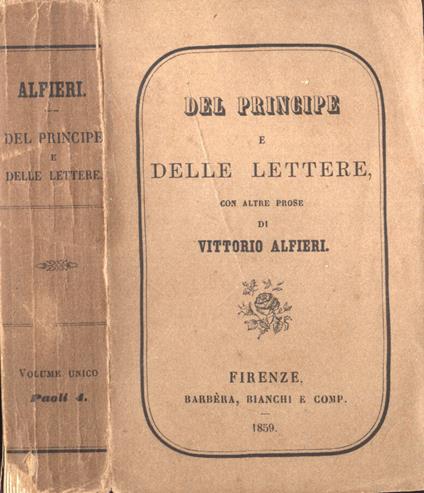 ALFIERI.
DEL PRINCIPE
E
DELLE LETTERE.
VOLUME UNICO
Paoli 4.
DEL PRINCIPE
E
DELLE LETTERE,
CON ALTRE PROSE
DI
VITTORIO ALFIERI.
FIRENZE,
BARBÈRA, BIANCHI E COMP.
1859.